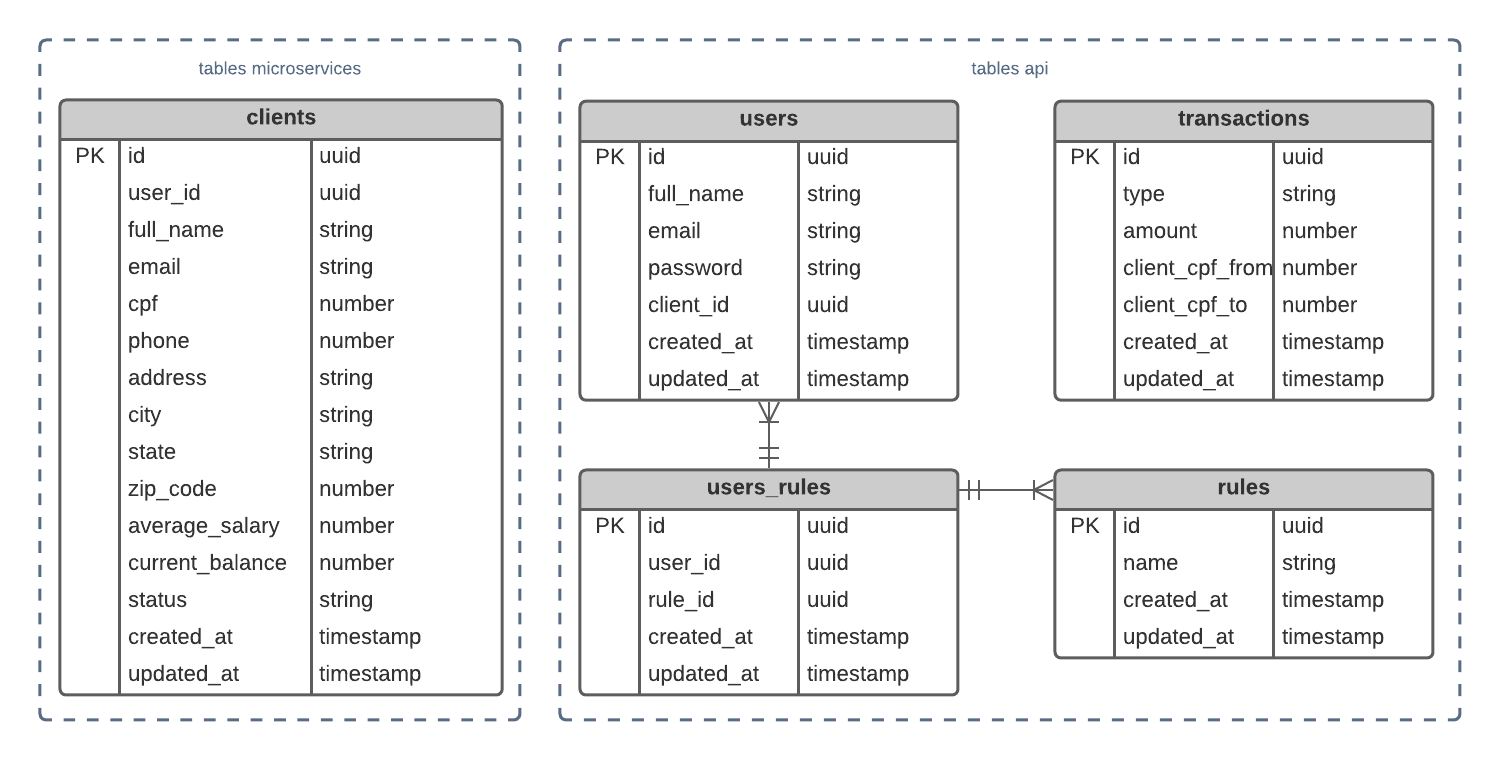 tables microservices
clients
PK id uuid
user_id uuid
full_name string
email string
cpf number
phone number
address string
city string
state string
zip_code number
average_salary number
current_balance number
status string
created_at timestamp
updated_at timestamp
tables api
users
PK id uuid
full_name string
email string
password string
client_id uuid
created_at timestamp
updated_at timestamp
transactions
PK id uuid
type string
amount number
client_cpf_from number
client_cpf_to number
created_at timestamp
updated_at timestamp
users_rules
PK id uuid
user_id uuid
rule_id uuid
created_at timestamp
updated_at timestamp
rules
PK id uuid
name string
created_at timestamp
updated_at timestamp